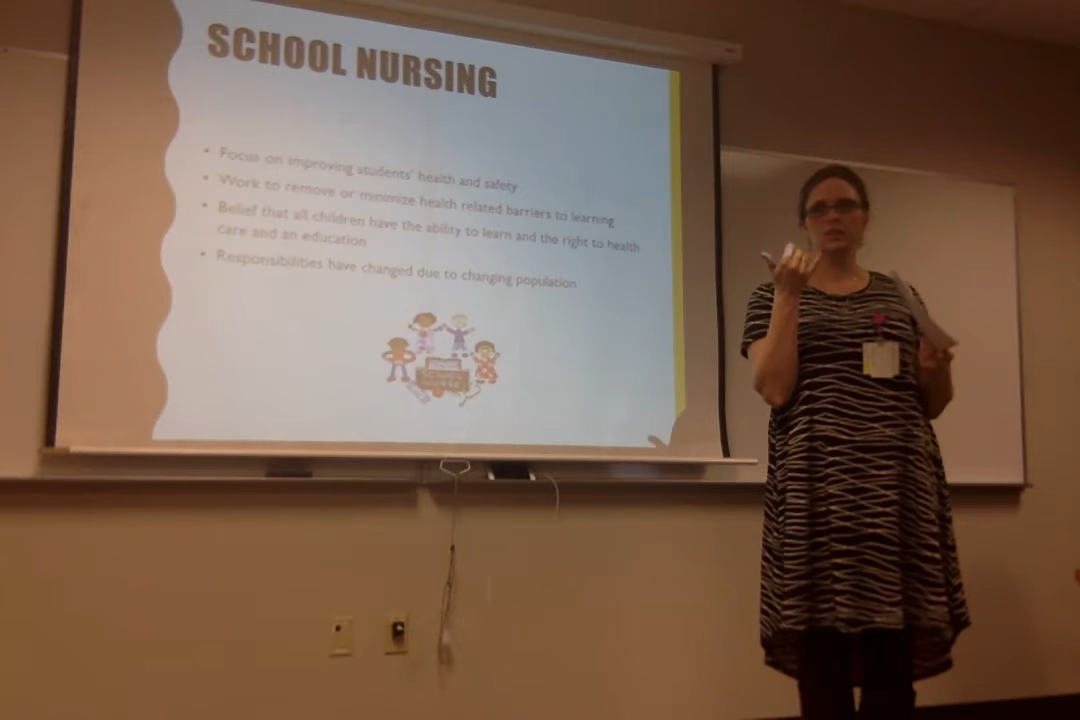 SCHOOL NURSING
• Focus on improving students' health and safety
• Work to remove or minimize health related barriers to learning
• Belief that all children have the ability to learn and the right to health
care and an education
• Responsibilities have changed due to changing population
SCHOOL
NURSE